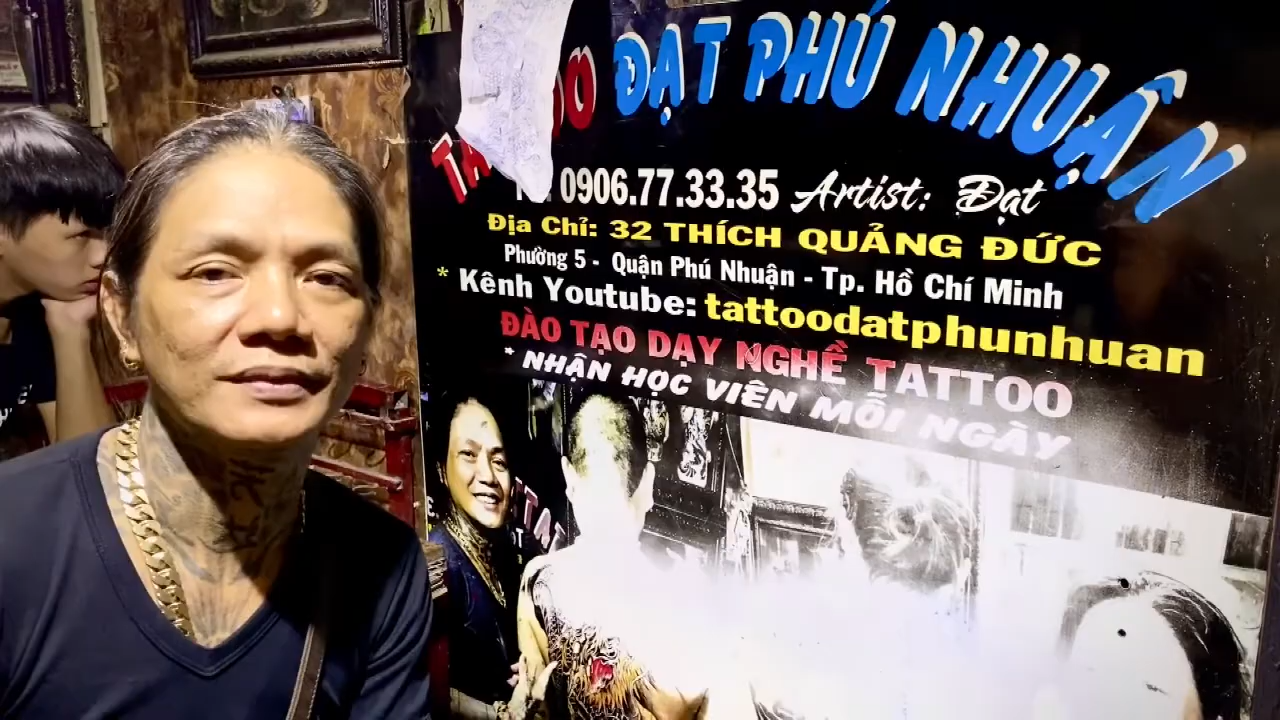 ĐẠT PHÚ NHUẬN
0906.77.33.35 Artist: Đạt
Địa Chỉ: 32 THÍCH QUẢNG ĐỨC
Phường 5 - Quận Phú Nhuận - Tp. Hồ Chí Minh
* Kênh Youtube: tattoodatphunhuan
ĐÀO TẠO DẠY NGHỀ TATTOO
* NHẬN HỌC VIÊN MỖI NGÀY